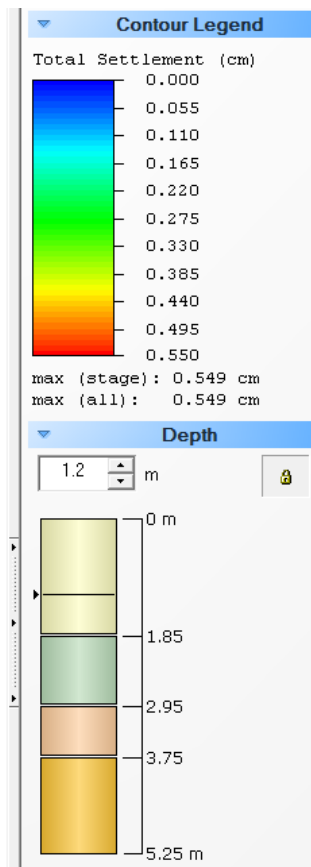 Contour Legend
Total Settlement (cm)
0.000
0.055
0.110
0.165
0.220
0.275
0.330
0.385
0.440
0.495
0.550
max (stage): 0.549 cm
max (all): 0.549 cm
Depth
1.2 m
0 m
1.85
2.95
3.75
5.25 m